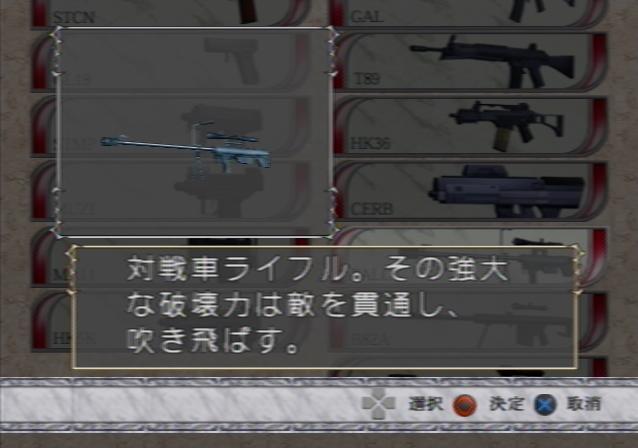 STCN
GAL
T89
HK36
CERB
対戦車ライフル。その強大
な破壊力は敵を貫通し、
吹き飛ばす。
選択 決定 取消